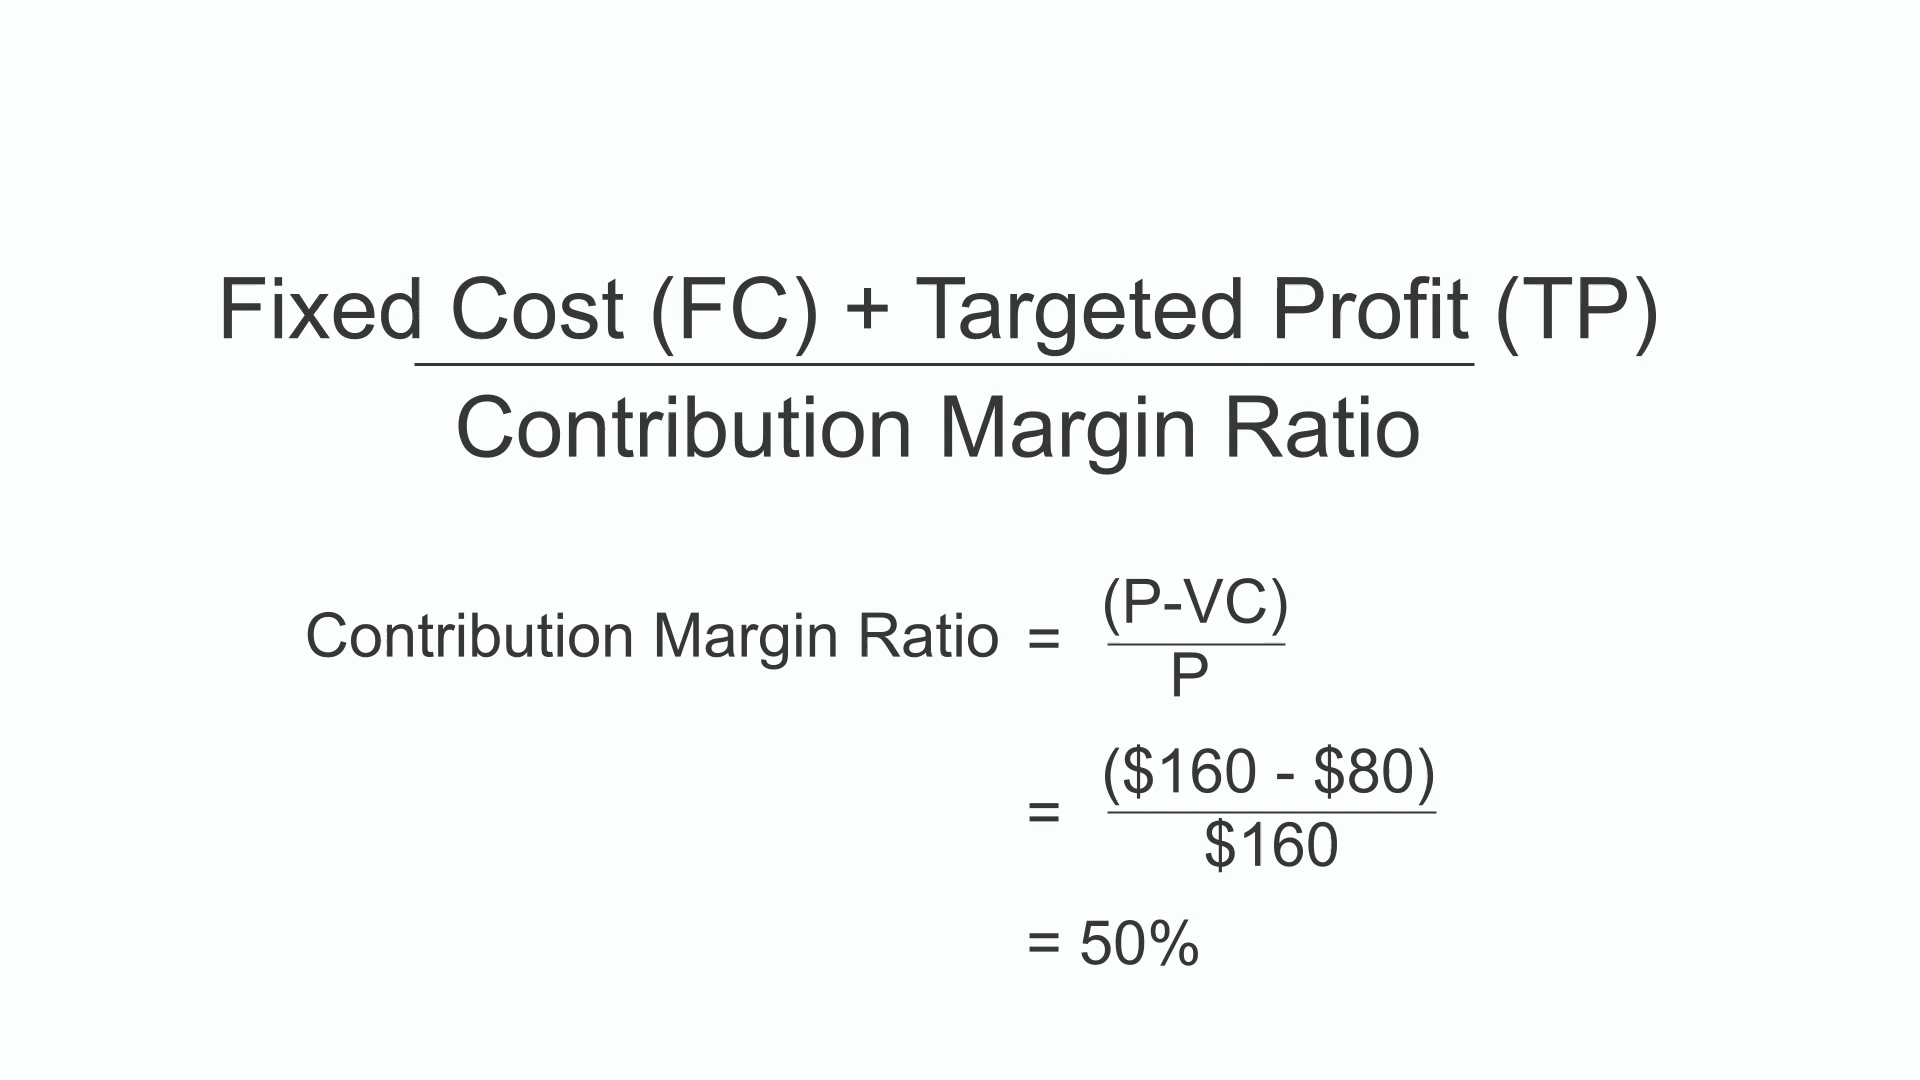 Fixed Cost (FC) + Targeted Profit (TP)
Contribution Margin Ratio
Contribution Margin Ratio = (P-VC)
P
= ($160 - $80)
$160
= 50%